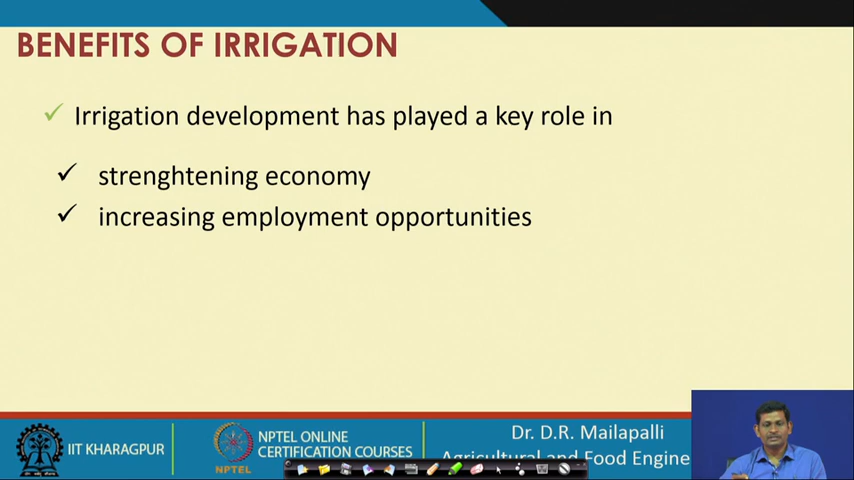 BENEFITS OF IRRIGATION
Irrigation development has played a key role in
strenghtening economy
increasing employment opportunities
IIT KHARAGPUR
NPTEL
NPTEL ONLINE
CERTIFICATION COURSES
Dr. D.R. Mailapalli
Agricultural and Food Engine